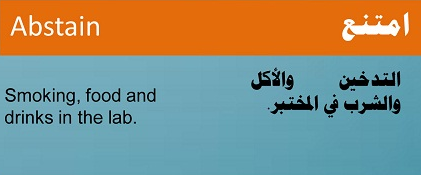 Abstain
امتنع
Smoking, food and
drinks in the lab.
التدخين والأكل
والشرب في المختبر.